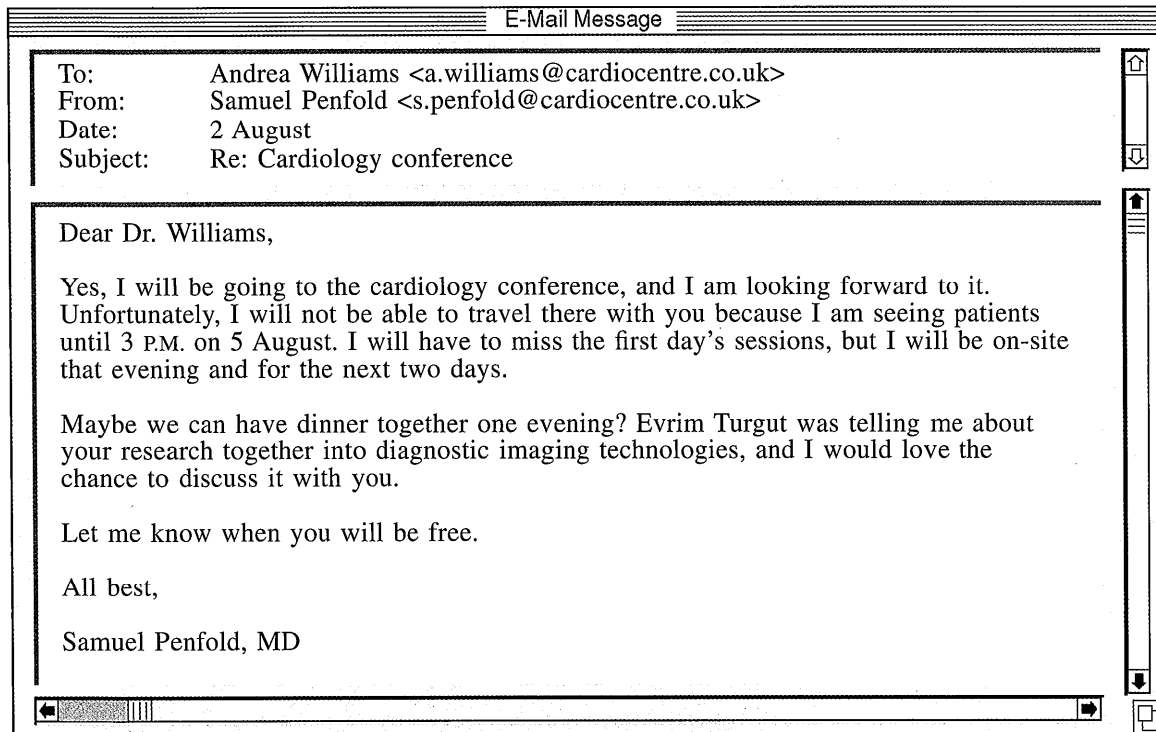 E-Mail Message
To: Andrea Williams <a.williams@cardiocentre.co.uk>
From: Samuel Penfold <s.penfold@cardiocentre.co.uk>
Date: 2 August
Subject: Re: Cardiology conference
Dear Dr. Williams,
Yes, I will be going to the cardiology conference, and I am looking forward to it.
Unfortunately, I will not be able to travel there with you because I am seeing patients
until 3 P.M. on 5 August. I will have to miss the first day's sessions, but I will be on-site
that evening and for the next two days.
Maybe we can have dinner together one evening? Evrim Turgut was telling me about
your research together into diagnostic imaging technologies, and I would love the
chance to discuss it with you.
Let me know when you will be free.
All best,
Samuel Penfold, MD